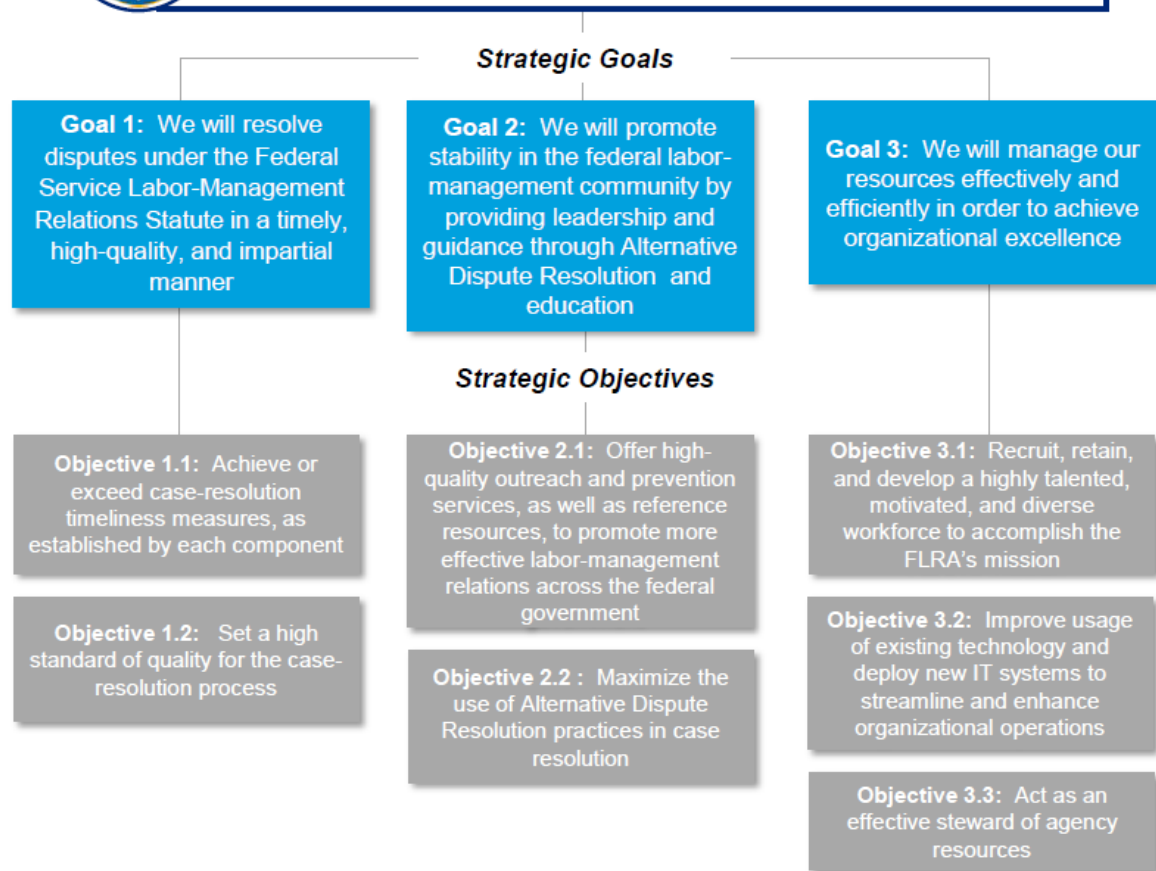 Strategic Goals
Goal 1: We will resolve
disputes under the Federal
Service Labor-Management
Relations Statute in a timely,
high-quality, and impartial
manner
Goal 2: We will promote
stability in the federal labor-
management community by
providing leadership and
guidance through Alternative
Dispute Resolution and
education
Goal 3: We will manage our
resources effectively and
efficiently in order to achieve
organizational excellence
Strategic Objectives
Objective 1.1: Achieve or
exceed case-resolution
timeliness measures, as
established by each component
Objective 1.2: Set a high
standard of quality for the case-
resolution process
Objective 2.1: Offer high-
quality outreach and prevention
services, as well as reference
resources, to promote more
effective labor-management
relations across the federal
government
Objective 2.2 : Maximize the
use of Alternative Dispute
Resolution practices in case
resolution
Objective 3.1: Recruit, retain,
and develop a highly talented,
motivated, and diverse
workforce to accomplish the
FLRA's mission
Objective 3.2: Improve usage
of existing technology and
deploy new IT systems to
streamline and enhance
organizational operations
Objective 3.3: Act as an
effective steward of agency
resources